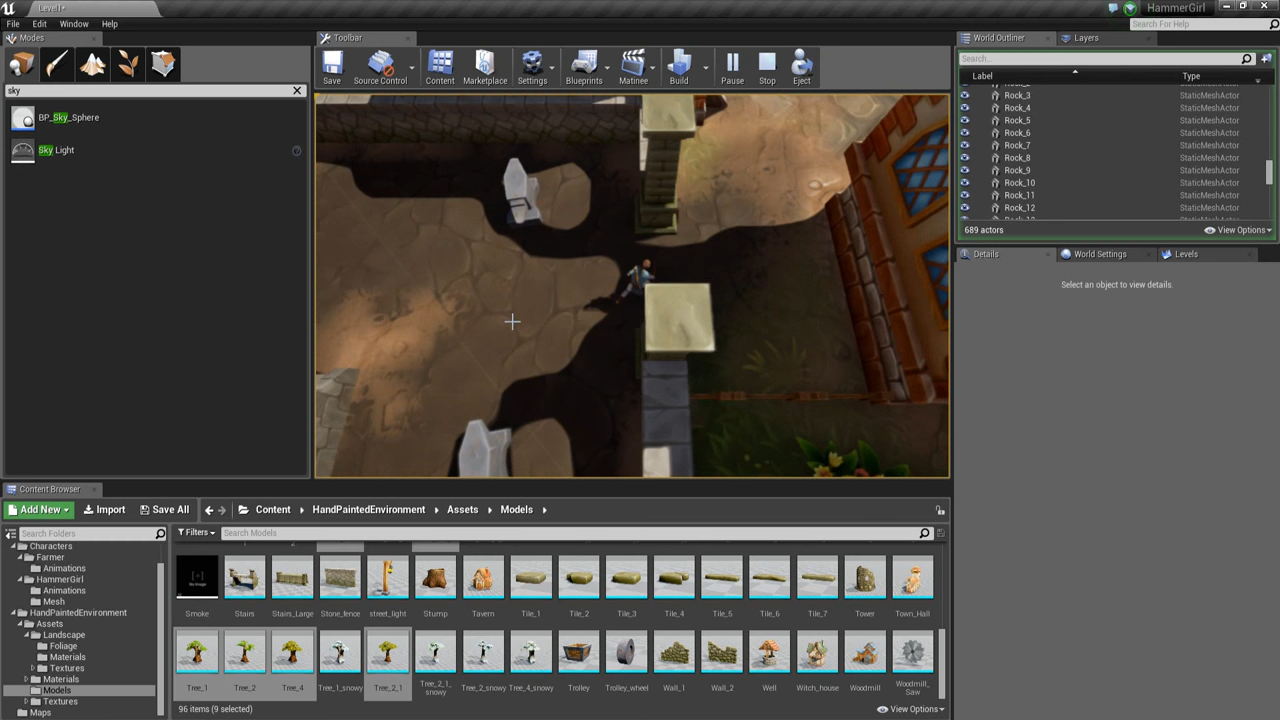 Level1*
HammerGirl
File Edit Window Help
Search For Help
Modes
Toolbar
World Outliner
Layers
sky
Save
Source Control
Content
Marketplace
Settings
Blueprints
Matinee
Build
Pause
Stop
Eject
Search...
Label
Type
BP_Sky_Sphere
Sky Light
Rock_3 StaticMeshActor
Rock_4 StaticMeshActor
Rock_5 StaticMeshActor
Rock_6 StaticMeshActor
Rock_7 StaticMeshActor
Rock_8 StaticMeshActor
Rock_9 StaticMeshActor
Rock_10 StaticMeshActor
Rock_11 StaticMeshActor
Rock_12 StaticMeshActor
689 actors
View Options
Details
World Settings
Levels
Select an object to view details.
Content Browser
Add New
Import
Save All
Content
HandPaintedEnvironment
Assets
Models
Search Folders
Filters
Search Models
Characters
Farmer
Animations
HammerGirl
Animations
Mesh
HandPaintedEnvironment
Assets
Landscape
Foliage
Materials
Textures
Materials
Models
Textures
Maps
Smoke
Stairs
Stairs_Large
Stone_fence
street_light
Stump
Tavern
Tile_1
Tile_2
Tile_3
Tile_4
Tile_5
Tile_6
Tile_7
Tower
Town_Hall
Tree_1
Tree_2
Tree_4
Tree_1_snowy
Tree_2_1
Tree_2_1_
snowy
Tree_2_snowy
Tree_4_snowy
Trolley
Trolley_wheel
Wall_1
Wall_2
Well
Witch_house
Woodmill
Woodmill_
Saw
96 items (9 selected)
View Options